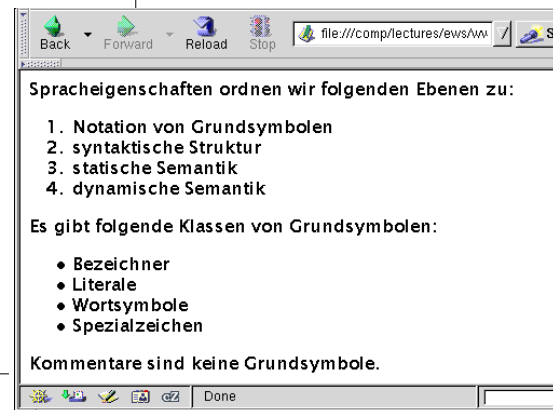 Back Forward Reload Stop file:///comp/lectures/ews/ww S
Spracheigenschaften ordnen wir folgenden Ebenen zu:
1. Notation von Grundsymbolen
2. syntaktische Struktur
3. statische Semantik
4. dynamische Semantik
Es gibt folgende Klassen von Grundsymbolen:
• Bezeichner
• Literale
• Wortsymbole
• Spezialzeichen
Kommentare sind keine Grundsymbole.
Done